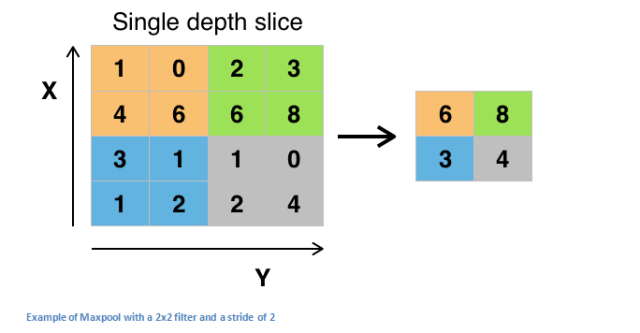 Single depth slice
X
1 0 2 3
4 6 6 8
3 1 1 0
1 2 2 4
6 8
3 4
Y
Example of Maxpool with a 2x2 filter and a stride of 2